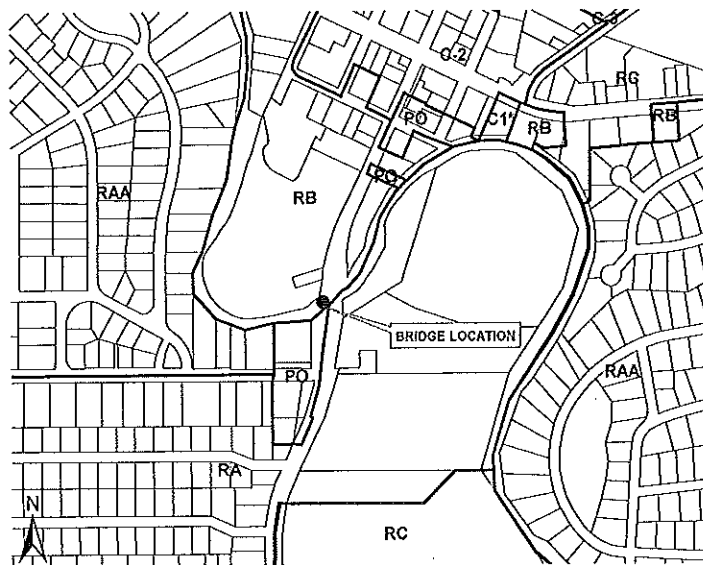 C-3
C-2
RG
PO
C1*
RB
RB
PO
RAA
RB
BRIDGE LOCATION
PO
RAA
RA
N
RC